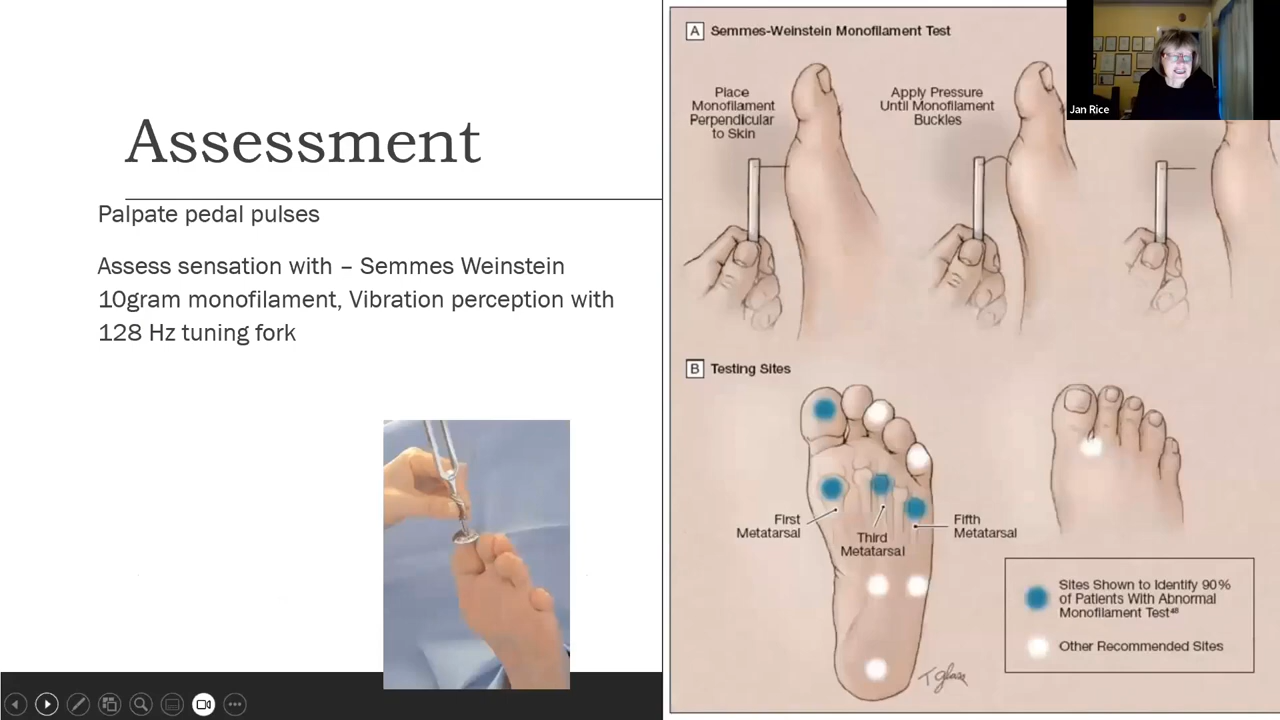 Assessment
Palpate pedal pulses
Assess sensation with – Semmes Weinstein
10gram monofilament, Vibration perception with
128 Hz tuning fork
A Semmes-Weinstein Monofilament Test
Place
Monofilament
Perpendicular
to Skin
Apply Pressure
Until Monofilament
Buckles
Jan Rice
B Testing Sites
First
Metatarsal
Third
Metatarsal
Fifth
Metatarsal
Sites Shown to Identify 90%
of Patients With Abnormal
Monofilament Test⁴⁸
Other Recommended Sites